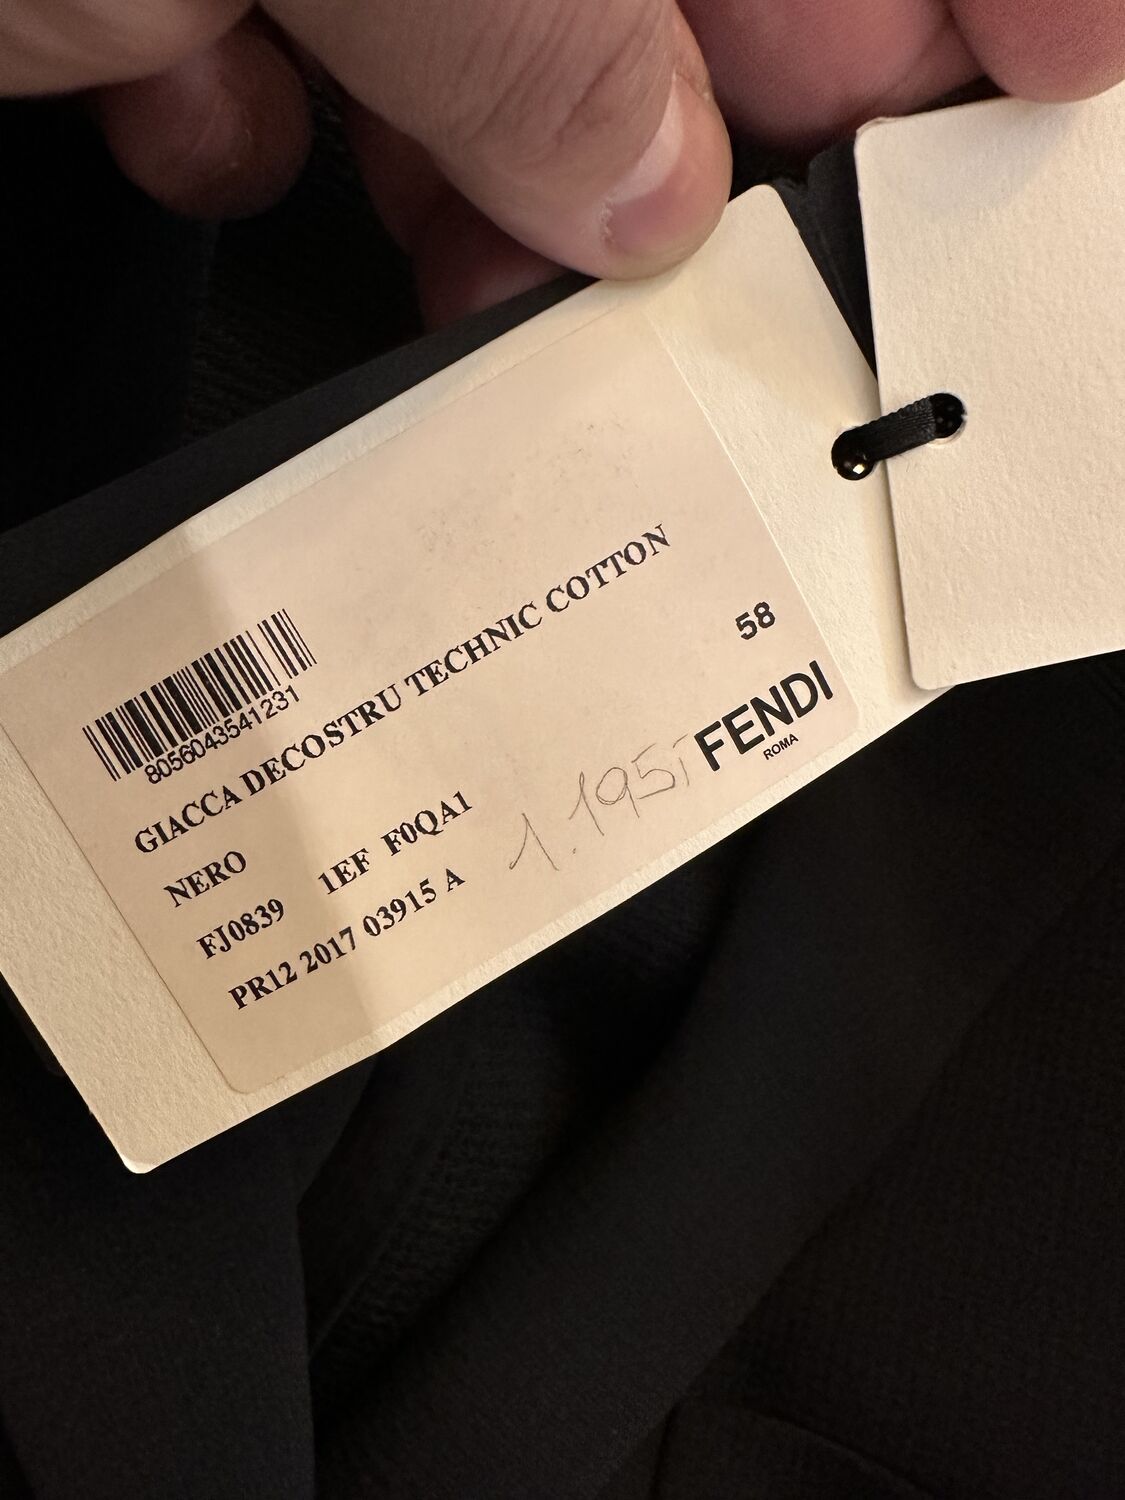 8056043541231
GIACCA DECOSTRU TECHNIC COTTON
58
NERO
FJ0839 1EF F0QA1
PR12 2017 03915 A
1.195
FENDI
ROMA